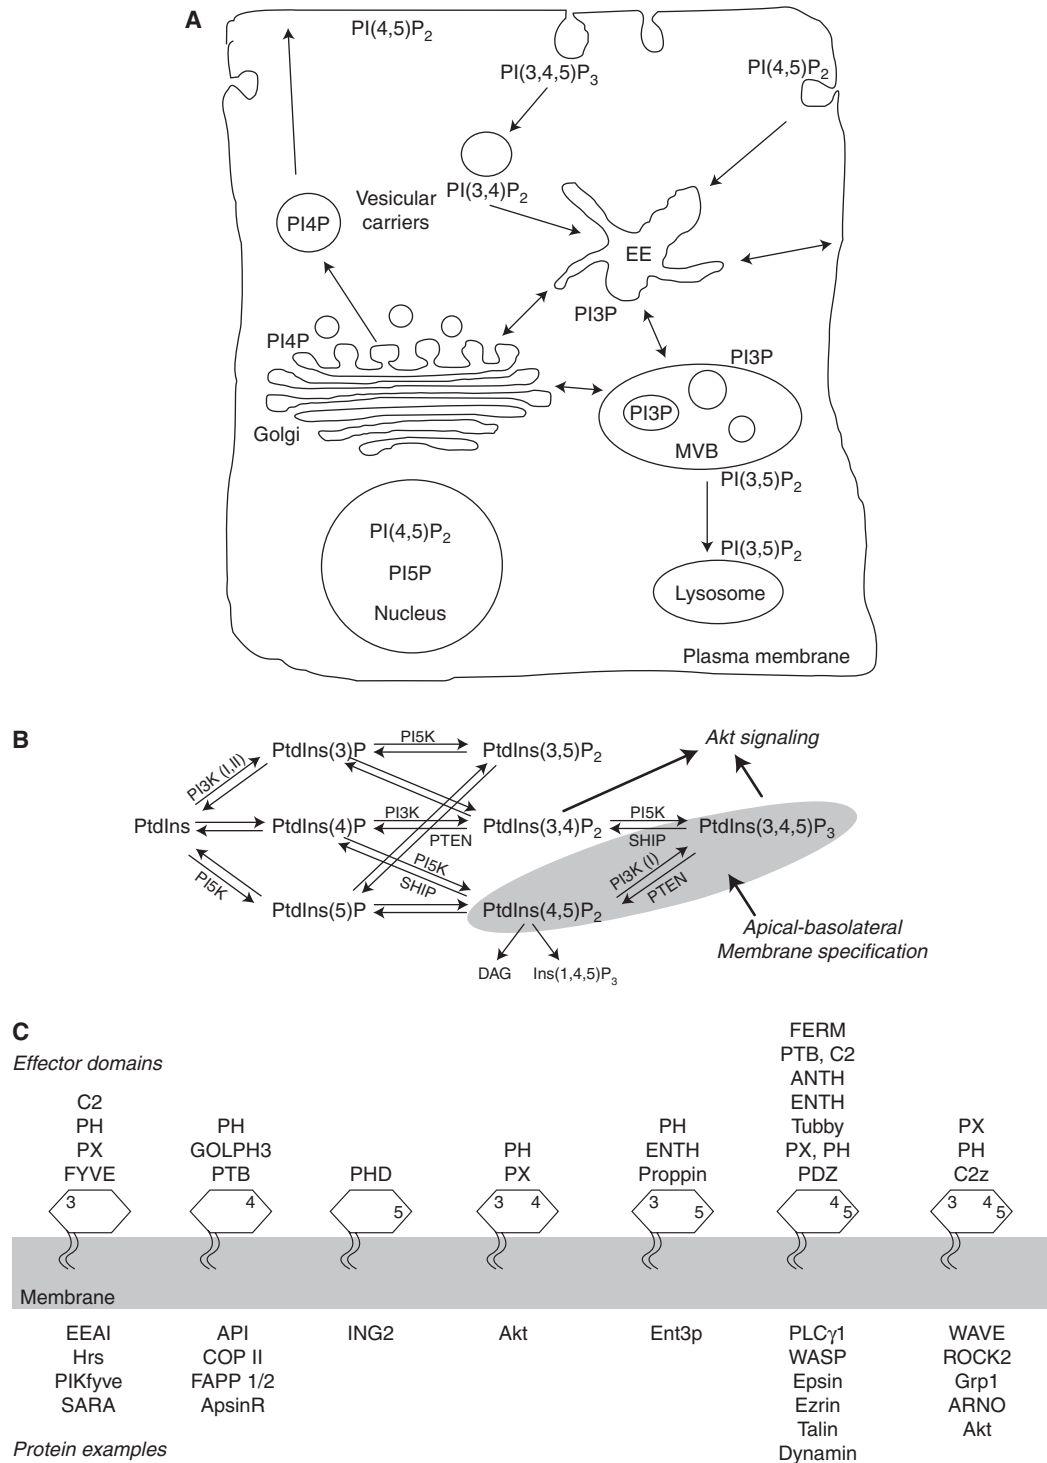 A
PI(4,5)P2
PI(3,4,5)P3
PI(4,5)P2
PI(3,4)P2
Vesicular
carriers
PI4P
EE
PI3P
PI4P
PI3P
PI3P
Golgi
MVB
PI(3,5)P2
PI(4,5)P2
PI5P
Nucleus
PI(3,5)P2
Lysosome
Plasma membrane
B
PtdIns(3)P
PI5K
PtdIns(3,5)P2
Akt signaling
PI3K (I,II)
PtdIns
PtdIns(4)P
PI3K
PTEN
PtdIns(3,4)P2
PI5K
SHIP
PtdIns(3,4,5)P3
PI5K
PI5K
SHIP
PI3K (I)
PTEN
PtdIns(5)P
PtdIns(4,5)P2
Apical-basolateral
Membrane specification
DAG
Ins(1,4,5)P3
C
Effector domains
C2
PH
PX
FYVE
3
PH
GOLPH3
PTB
4
PHD
5
PH
PX
3 4
PH
ENTH
Proppin
3 5
FERM
PTB, C2
ANTH
ENTH
Tubby
PX, PH
PDZ
4 5
PX
PH
C2z
3 4 5
Membrane
EEAI
Hrs
PIKfyve
SARA
API
COP II
FAPP 1/2
ApsinR
ING2
Akt
Ent3p
PLCγ1
WASP
Epsin
Ezrin
Talin
Dynamin
WAVE
ROCK2
Grp1
ARNO
Akt
Protein examples